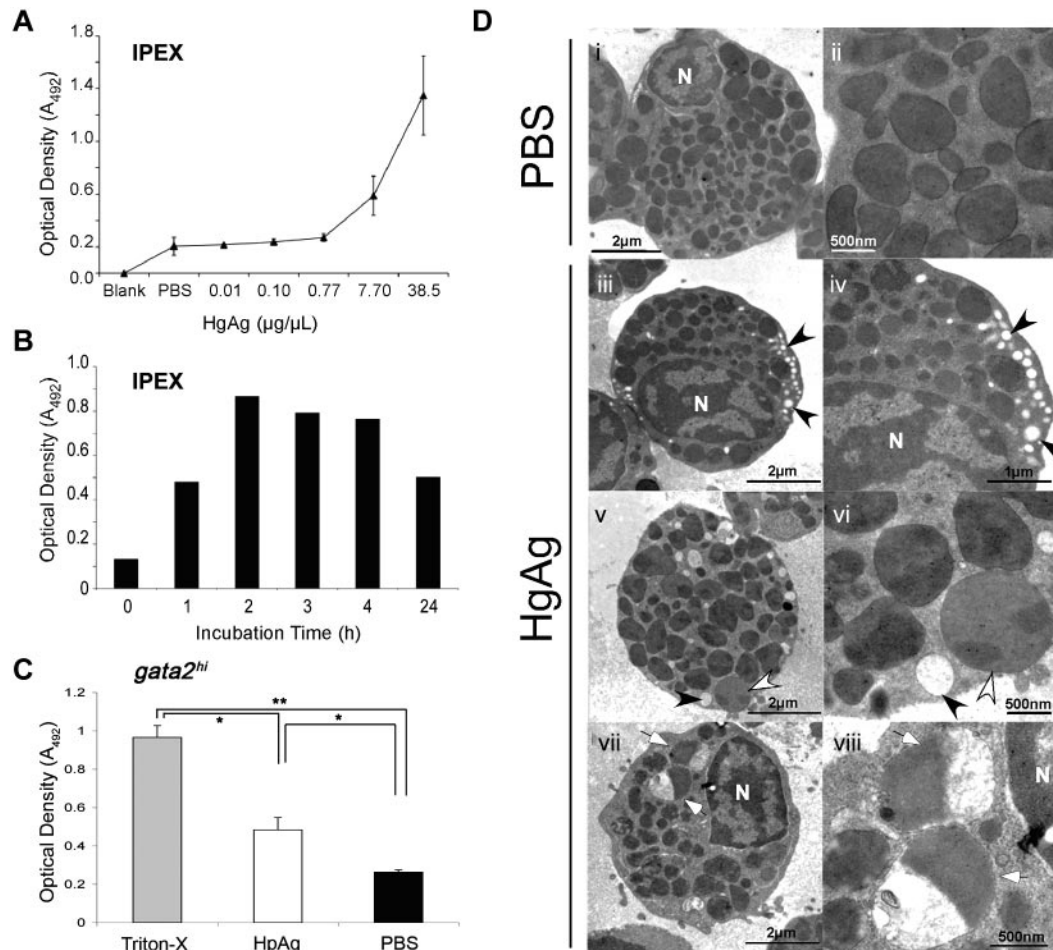 A
IPEX
Optical Density (A492)
1.8
1.4
1.0
0.6
0.2
0.0
Blank PBS 0.01 0.10 0.77 7.70 38.5
HgAg (µg/µL)
B
IPEX
Optical Density (A492)
1.0
0.8
0.6
0.4
0.2
0
0 1 2 3 4 24
Incubation Time (h)
C
gata2hi
Optical Density (A492)
1.2
1
0.8
0.6
0.4
0.2
0
**
* *
Triton-X HpAg PBS
D
PBS
i
N
2µm
ii
500nm
HgAg
iii
N
2µm
iv
N
1µm
v
2µm
vi
500nm
vii
N
2µm
viii
N
500nm